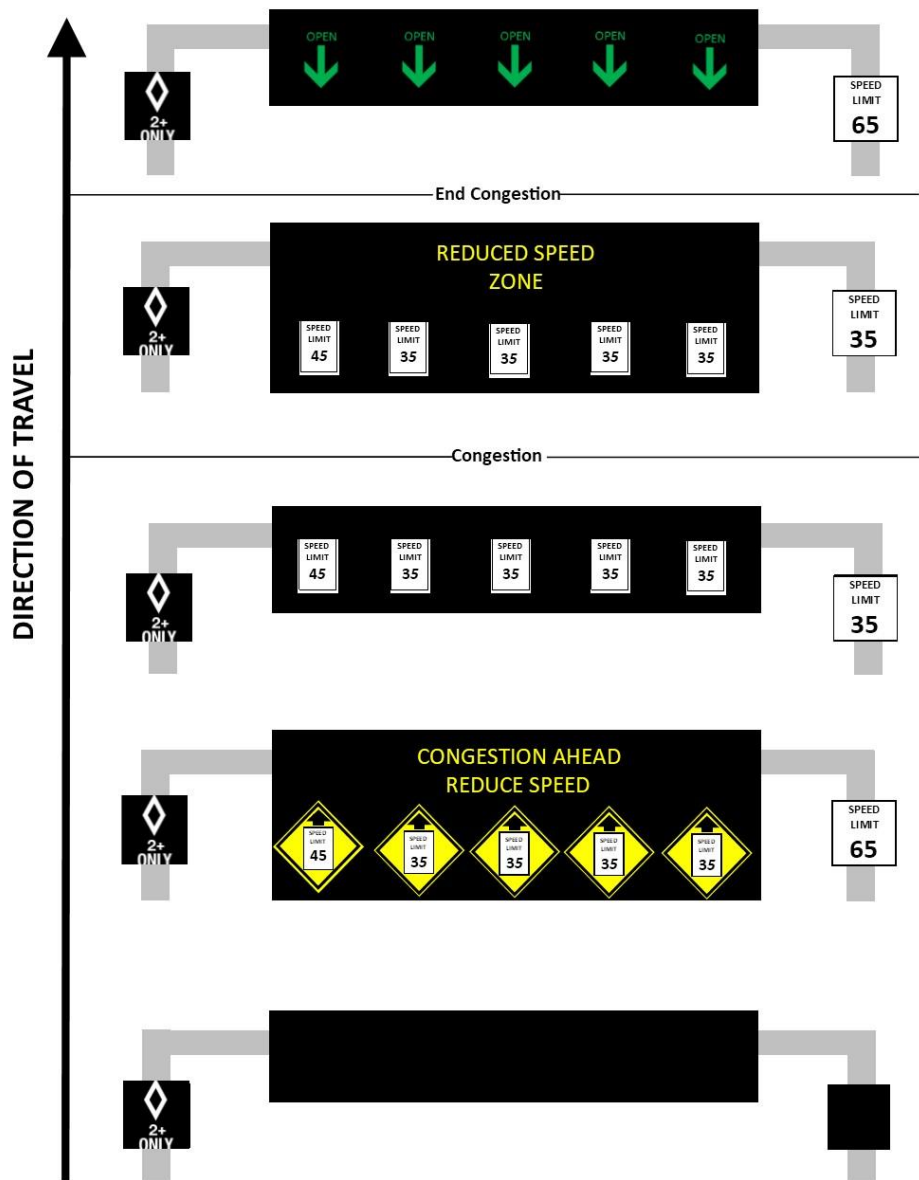 DIRECTION OF TRAVEL
OPEN OPEN OPEN OPEN OPEN
2+
ONLY
SPEED
LIMIT
65
End Congestion
REDUCED SPEED
ZONE
2+
ONLY
SPEED
LIMIT
45
SPEED
LIMIT
35
SPEED
LIMIT
35
SPEED
LIMIT
35
SPEED
LIMIT
35
SPEED
LIMIT
35
Congestion
2+
ONLY
SPEED
LIMIT
45
SPEED
LIMIT
35
SPEED
LIMIT
35
SPEED
LIMIT
35
SPEED
LIMIT
35
SPEED
LIMIT
35
CONGESTION AHEAD
REDUCE SPEED
2+
ONLY
SPEED
LIMIT
45
SPEED
LIMIT
35
SPEED
LIMIT
35
SPEED
LIMIT
35
SPEED
LIMIT
35
SPEED
LIMIT
65
2+
ONLY